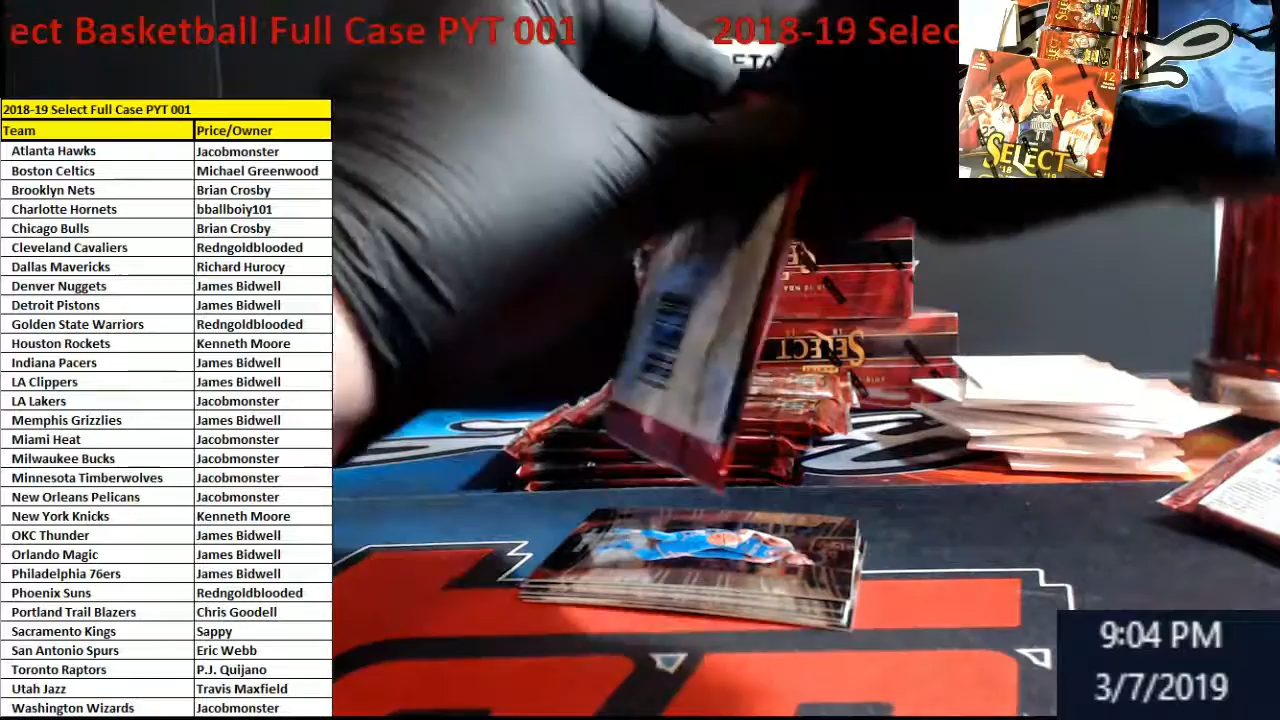 ect Basketball Full Case PYT 001
2018-19 Selec
2018-19 Select Full Case PYT 001
Team Price/Owner
Atlanta Hawks Jacobmonster
Boston Celtics Michael Greenwood
Brooklyn Nets Brian Crosby
Charlotte Hornets bballboiy101
Chicago Bulls Brian Crosby
Cleveland Cavaliers Redngoldblooded
Dallas Mavericks Richard Hurocy
Denver Nuggets James Bidwell
Detroit Pistons James Bidwell
Golden State Warriors Redngoldblooded
Houston Rockets Kenneth Moore
Indiana Pacers James Bidwell
LA Clippers James Bidwell
LA Lakers Jacobmonster
Memphis Grizzlies James Bidwell
Miami Heat Jacobmonster
Milwaukee Bucks Jacobmonster
Minnesota Timberwolves Jacobmonster
New Orleans Pelicans Jacobmonster
New York Knicks Kenneth Moore
OKC Thunder James Bidwell
Orlando Magic James Bidwell
Philadelphia 76ers James Bidwell
Phoenix Suns Redngoldblooded
Portland Trail Blazers Chris Goodell
Sacramento Kings Sappy
San Antonio Spurs Eric Webb
Toronto Raptors P.J. Quijano
Utah Jazz Travis Maxfield
Washington Wizards Jacobmonster
SELECT
12
SELECT
9:04 PM
3/7/2019